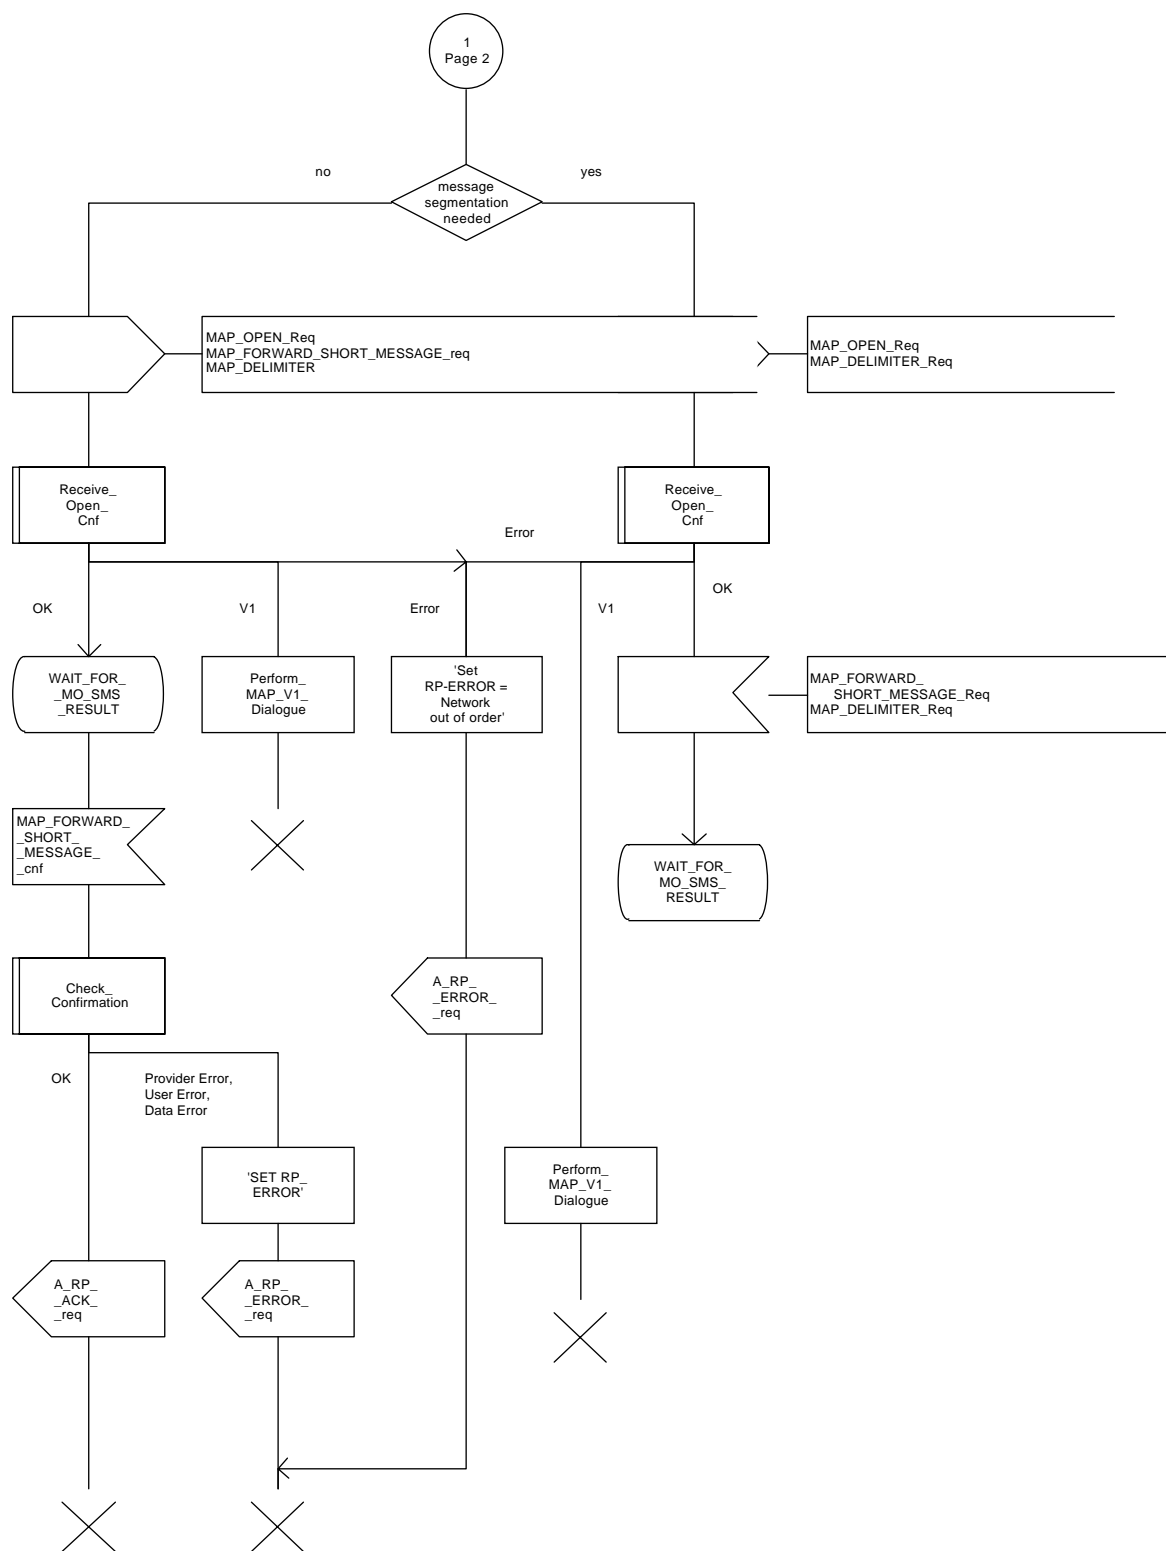 1
Page 2
no
yes
message
segmentation
needed
MAP_OPEN_Req
MAP_FORWARD_SHORT_MESSAGE_req
MAP_DELIMITER
MAP_OPEN_Req
MAP_DELIMITER_Req
Receive_
Open_
Cnf
Receive_
Open_
Cnf
Error
OK
V1
Error
V1
OK
WAIT_FOR_
_MO_SMS
_RESULT
Perform_
MAP_V1_
Dialogue
'Set
RP-ERROR =
Network
out of order'
MAP_FORWARD_
SHORT_MESSAGE_Req
MAP_DELIMITER_Req
MAP_FORWARD_
_SHORT_
_MESSAGE_
_cnf
WAIT_FOR_
MO_SMS_
RESULT
Check_
Confirmation
A_RP_
_ERROR_
_req
OK
Provider Error,
User Error,
Data Error
'SET RP_
ERROR'
Perform_
MAP_V1_
Dialogue
A_RP_
_ACK_
_req
A_RP_
_ERROR_
_req